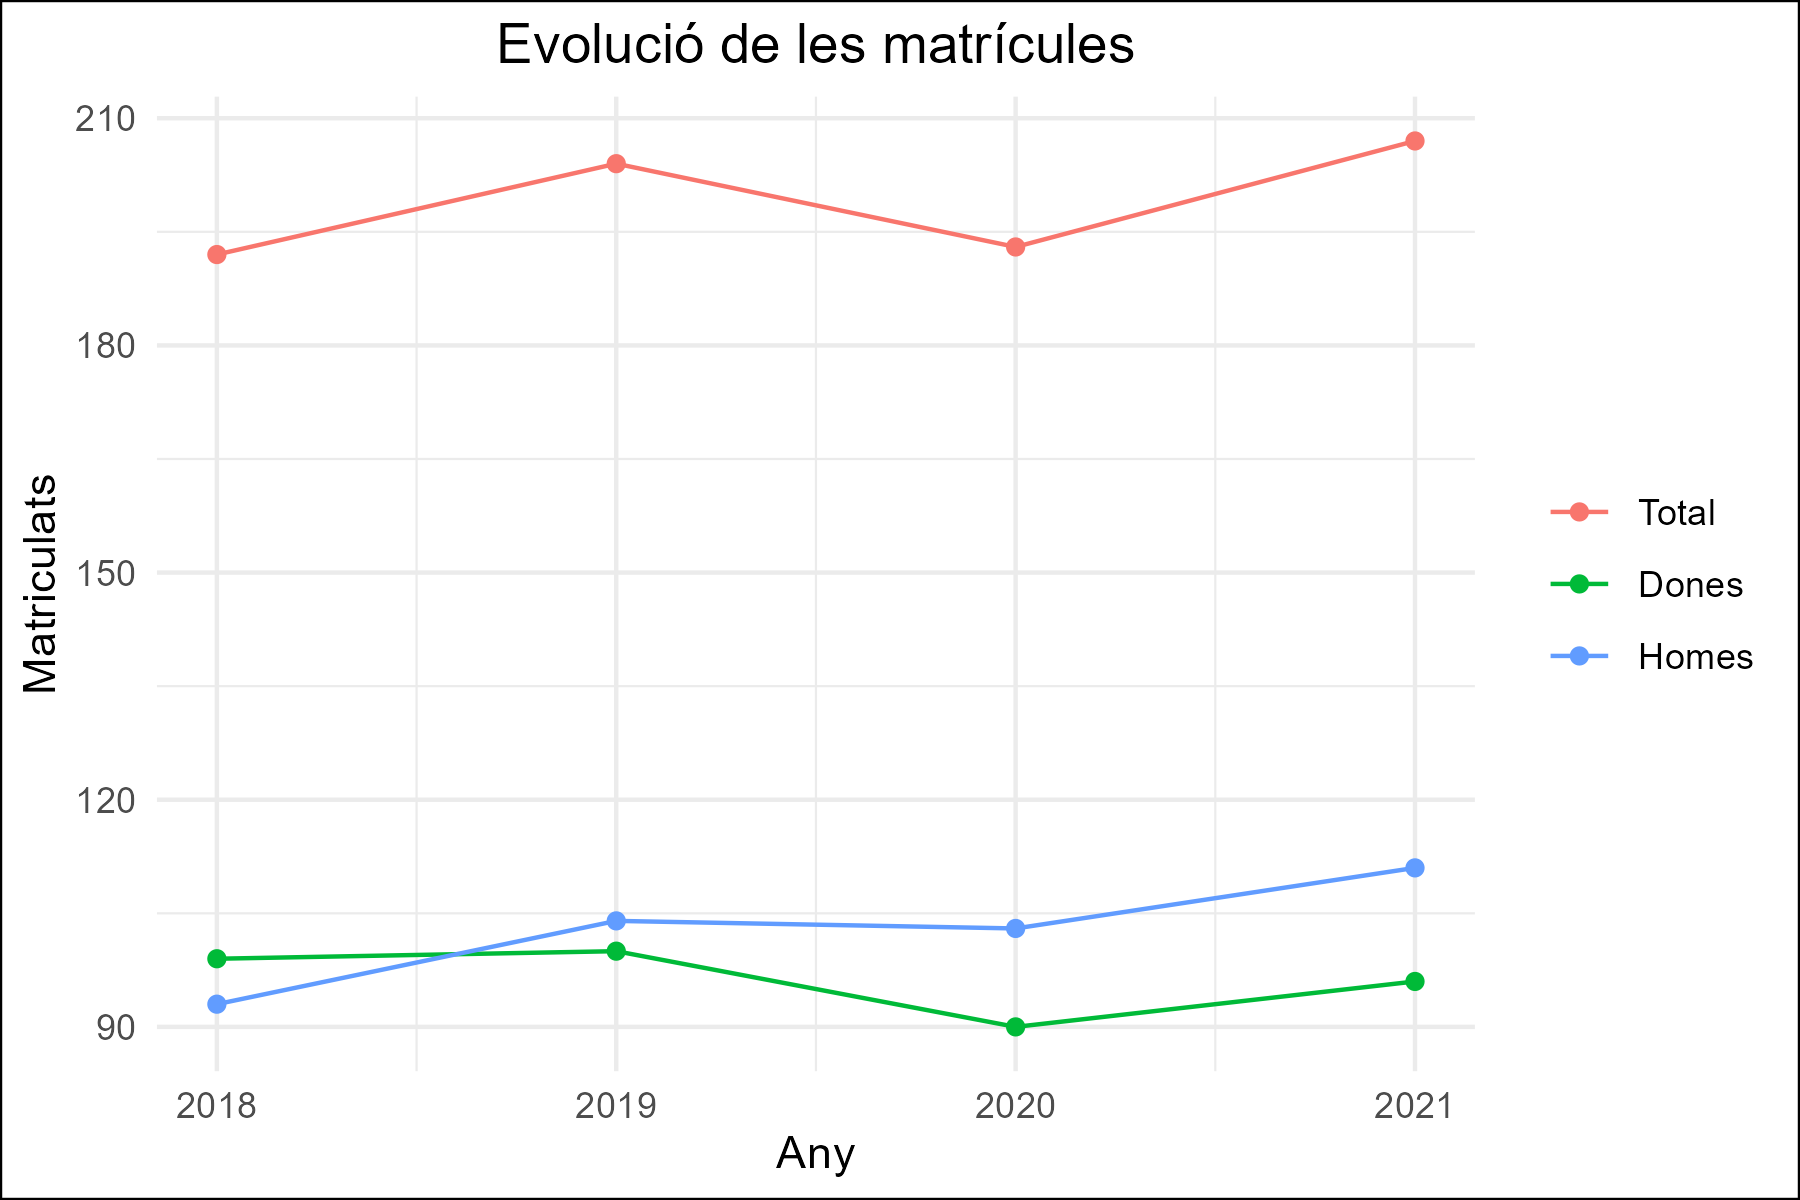 Evolució de les matrícules
210
180
150
120
90
Matriculats
2018
2019
2020
2021
Any
Total
Dones
Homes